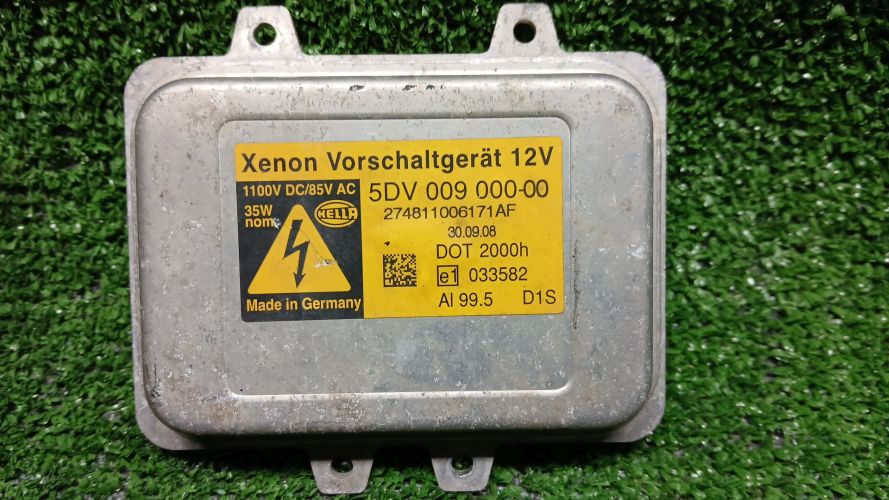 Xenon Vorschaltgerät 12V
1100V DC/85V AC
35W
nom.
HELLA
Made in Germany
5DV 009 000-00
274811006171AF
30.09.08
DOT 2000h
e1 033582
Al 99.5 D1S